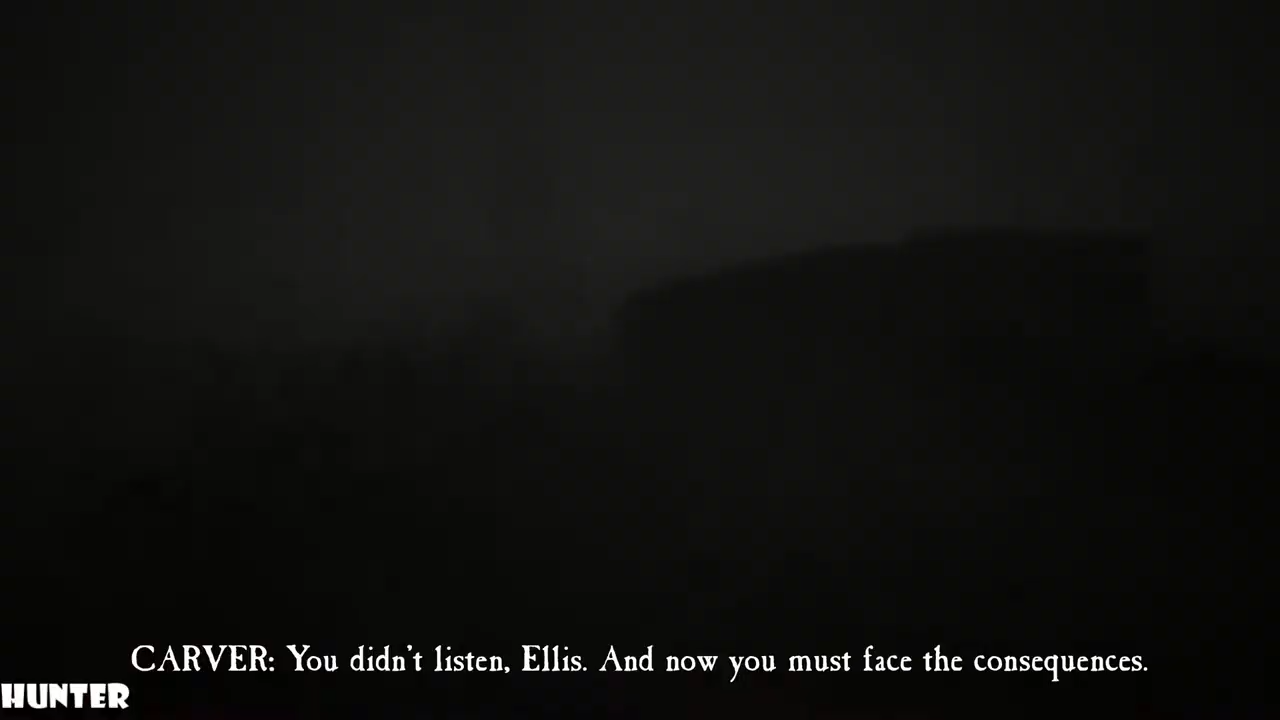 CARVER: You didn't listen, Ellis. And now you must face the consequences.
HUNTER